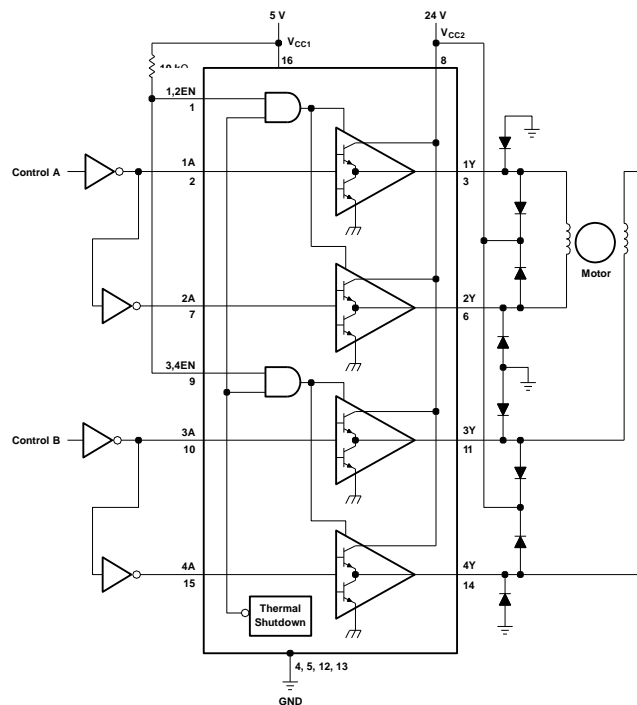 5 V
24 V
VCC1
VCC2
16
8
1,2EN
1
Control A
1A
2
1Y
3
Motor
2A
7
2Y
6
3,4EN
9
Control B
3A
10
3Y
11
4A
15
4Y
14
Thermal
Shutdown
4, 5, 12, 13
GND